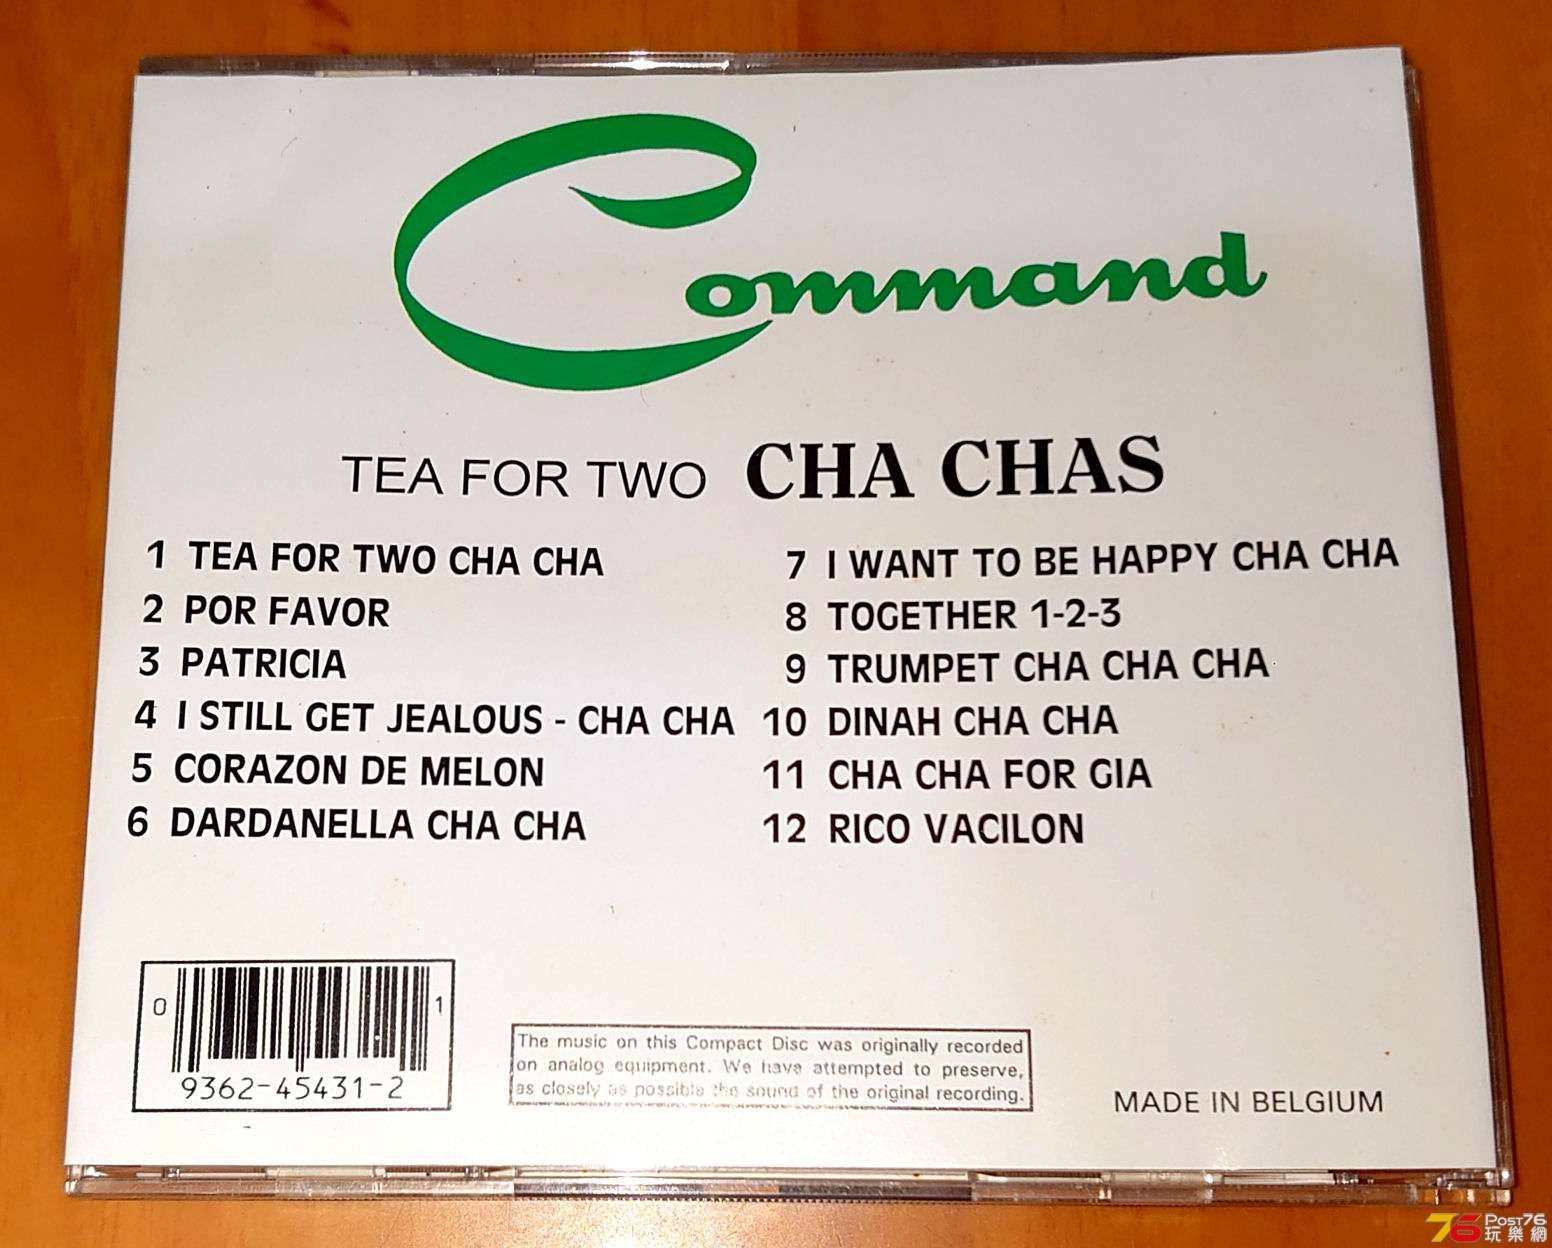 Command
TEA FOR TWO CHA CHAS
1 TEA FOR TWO CHA CHA
2 POR FAVOR
3 PATRICIA
4 I STILL GET JEALOUS - CHA CHA
5 CORAZON DE MELON
6 DARDANELLA CHA CHA
7 I WANT TO BE HAPPY CHA CHA
8 TOGETHER 1-2-3
9 TRUMPET CHA CHA CHA
10 DINAH CHA CHA
11 CHA CHA FOR GIA
12 RICO VACILON
0 1
9362-45431-2
The music on this Compact Disc was originally recorded
on analog equipment. We have attempted to preserve,
as closely as possible the sound of the original recording.
MADE IN BELGIUM
76 POST76
玩樂網